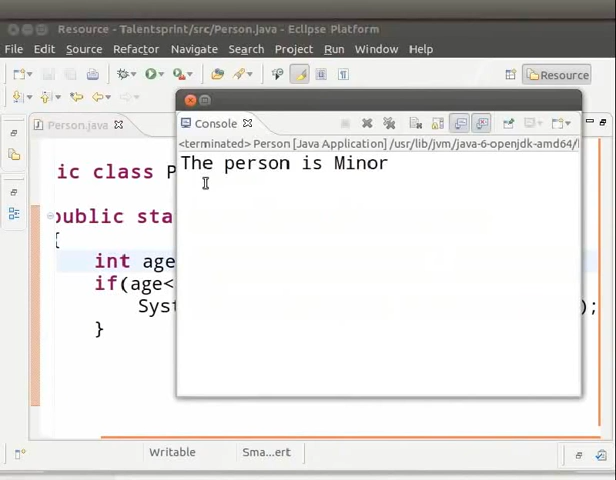 Resource - Talentsprint/src/Person.java - Eclipse Platform
File Edit Source Refactor Navigate Search Project Run Window Help
Resource
Person.java
Console
<terminated> Person [Java Application] /usr/lib/jvm/java-6-openjdk-amd64/
The person is Minor
ic class P
public sta
{
int age
if(age<
Syst );
}
Writable Sma...ert